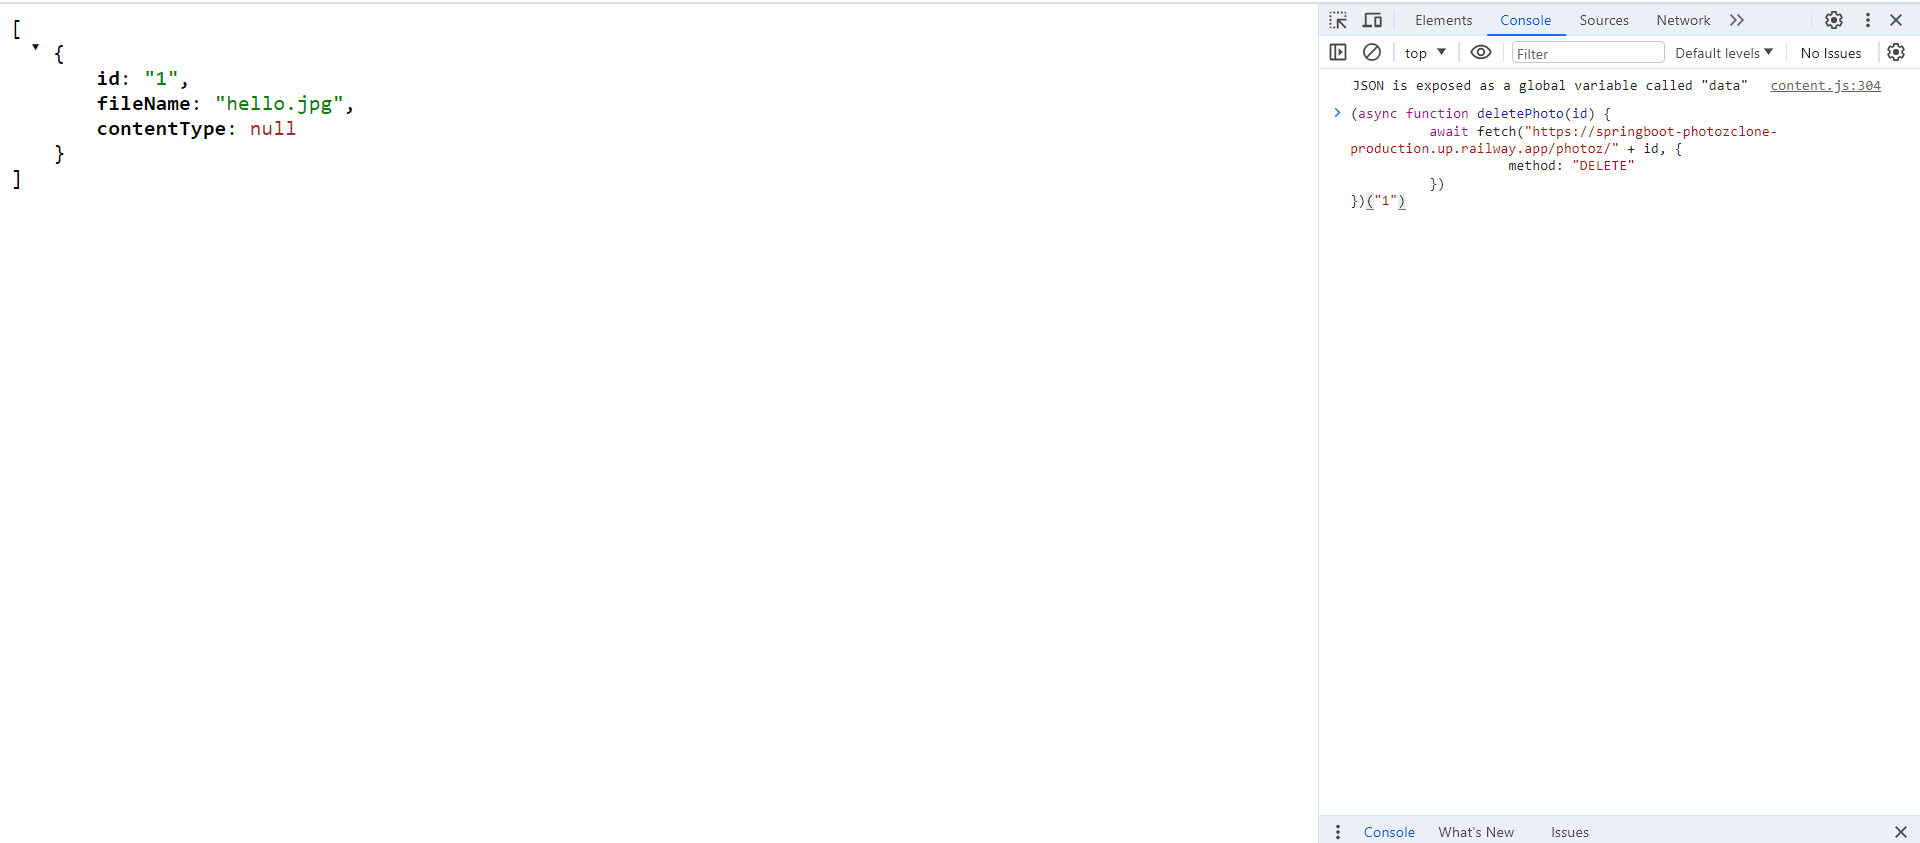 [
{
id: "1",
fileName: "hello.jpg",
contentType: null
}
]
Elements Console Sources Network
top Filter Default levels No Issues
JSON is exposed as a global variable called "data" content.js:304
(async function deletePhoto(id) {
await fetch("https://springboot-photozclone-
production.up.railway.app/photoz/" + id, {
method: "DELETE"
})
})("1")
Console What's New Issues